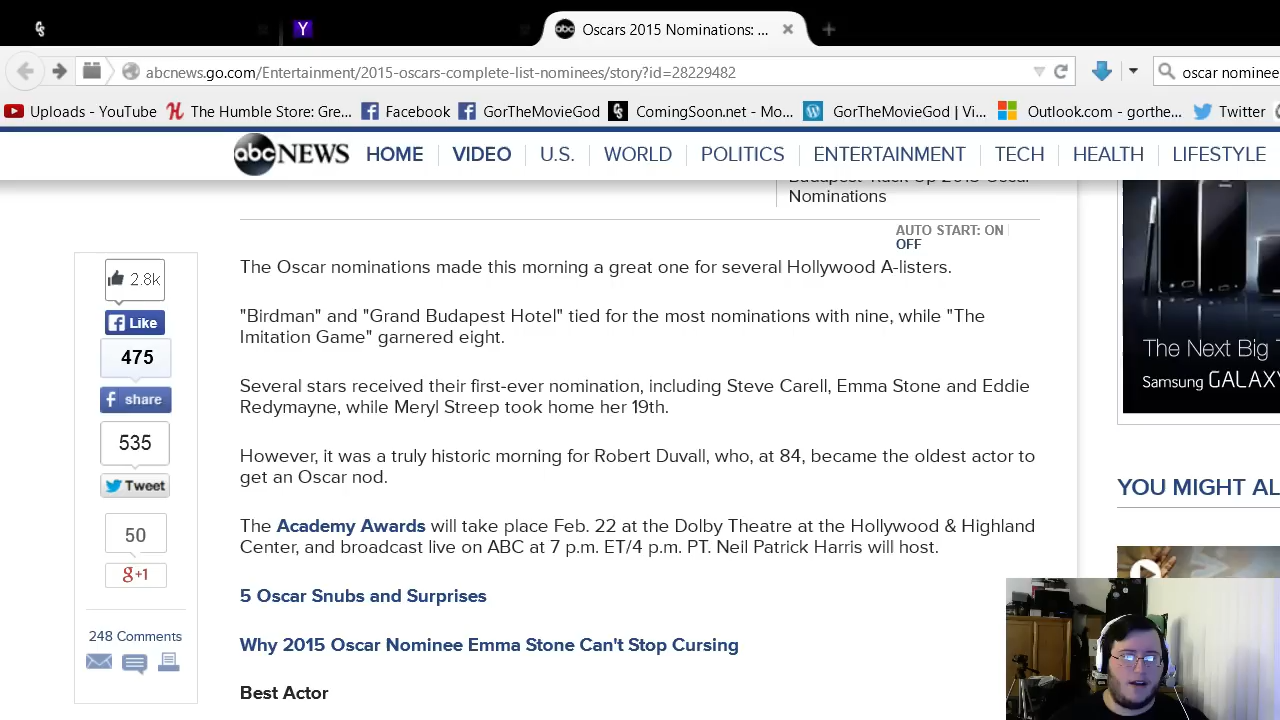 Y
abc
Oscars 2015 Nominations: ...
abcnews.go.com/Entertainment/2015-oscars-complete-list-nominees/story?id=28229482
oscar nominee
Uploads - YouTube
The Humble Store: Gre...
Facebook
GorTheMovieGod
ComingSoon.net - Mo...
GorTheMovieGod | Vi...
Outlook.com - gorthe...
Twitter
abc NEWS
HOME
VIDEO
U.S.
WORLD
POLITICS
ENTERTAINMENT
TECH
HEALTH
LIFESTYLE
Nominations
AUTO START: ON
OFF
2.8k
Like
475
share
535
Tweet
50
g+1
248 Comments
The Oscar nominations made this morning a great one for several Hollywood A-listers.
"Birdman" and "Grand Budapest Hotel" tied for the most nominations with nine, while "The
Imitation Game" garnered eight.
Several stars received their first-ever nomination, including Steve Carell, Emma Stone and Eddie
Redymayne, while Meryl Streep took home her 19th.
However, it was a truly historic morning for Robert Duvall, who, at 84, became the oldest actor to
get an Oscar nod.
The Academy Awards will take place Feb. 22 at the Dolby Theatre at the Hollywood & Highland
Center, and broadcast live on ABC at 7 p.m. ET/4 p.m. PT. Neil Patrick Harris will host.
5 Oscar Snubs and Surprises
Why 2015 Oscar Nominee Emma Stone Can't Stop Cursing
Best Actor
The Next Big
Samsung GALAXY
YOU MIGHT AL